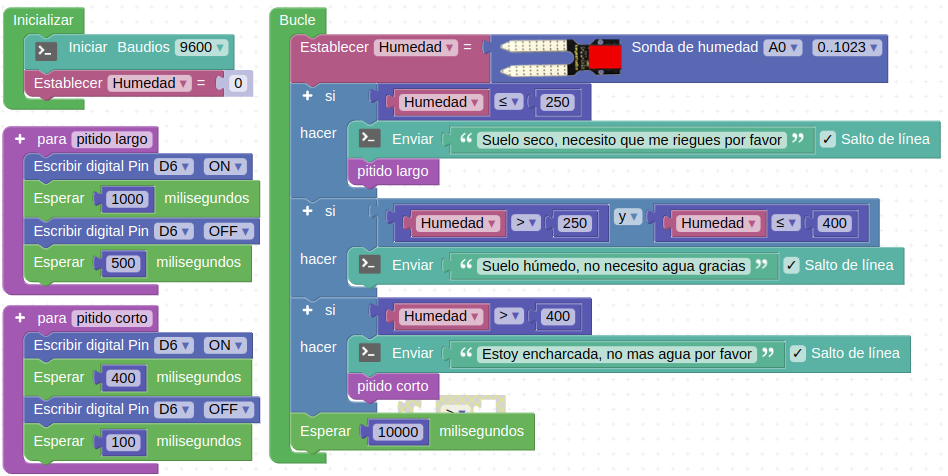 Inicializar
Iniciar Baudios 9600
Establecer Humedad = 0
para pitido largo
Escribir digital Pin D6 ON
Esperar 1000 milisegundos
Escribir digital Pin D6 OFF
Esperar 500 milisegundos
para pitido corto
Escribir digital Pin D6 ON
Esperar 400 milisegundos
Escribir digital Pin D6 OFF
Esperar 100 milisegundos
Bucle
Establecer Humedad = Sonda de humedad A0 0..1023
+ si Humedad ≤ 250
hacer Enviar “ Suelo seco, necesito que me riegues por favor ” ✓ Salto de línea
pitido largo
+ si Humedad > 250 y Humedad ≤ 400
hacer Enviar “ Suelo húmedo, no necesito agua gracias ” ✓ Salto de línea
+ si Humedad > 400
hacer Enviar “ Estoy encharcada, no mas agua por favor ” ✓ Salto de línea
pitido corto
Esperar 10000 milisegundos